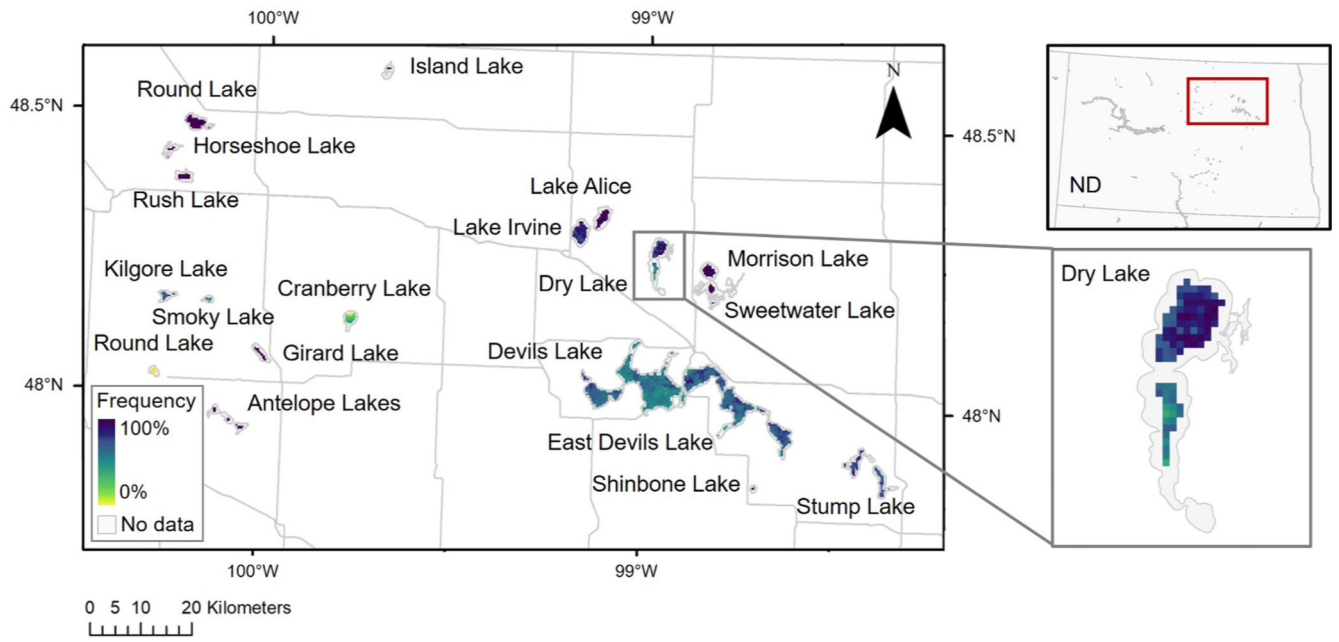 100°W 99°W
Island Lake
N
Round Lake
48.5°N
48.5°N
Horseshoe Lake
ND
Rush Lake
Lake Alice
Lake Irvine
Kilgore Lake
Morrison Lake
Dry Lake
Dry Lake
Cranberry Lake
Sweetwater Lake
Smoky Lake
Round Lake
Girard Lake
Devils Lake
48°N
48°N
Frequency
100%
0%
No data
Antelope Lakes
East Devils Lake
Shinbone Lake
Stump Lake
100°W 99°W
0 5 10 20 Kilometers